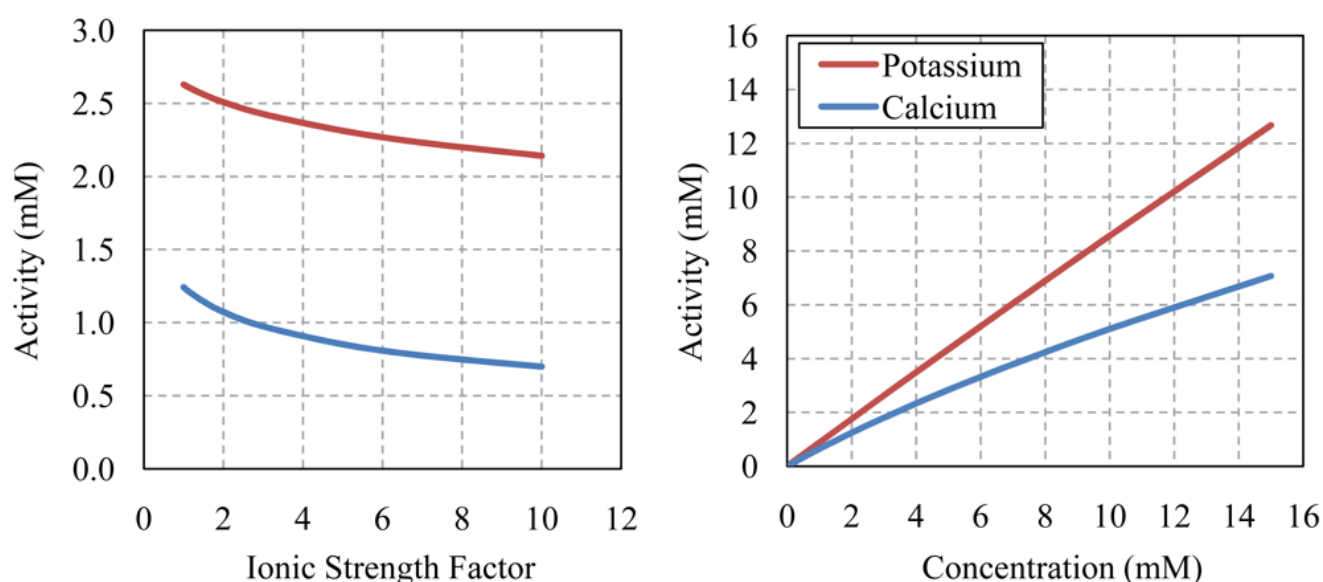 3.0
2.5
2.0
1.5
1.0
0.5
0.0
Activity (mM)
0 2 4 6 8 10 12
Ionic Strength Factor
16
14
12
10
8
6
4
2
0
Activity (mM)
Potassium
Calcium
0 2 4 6 8 10 12 14 16
Concentration (mM)